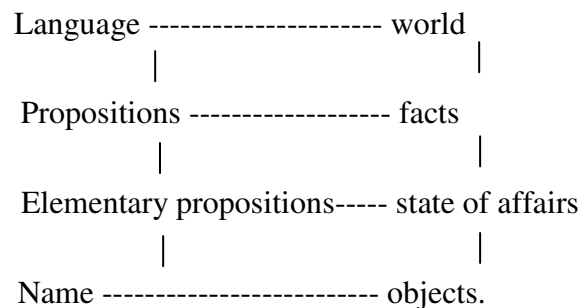 Language ---------------------- world
| |
Propositions ------------------- facts
| |
Elementary propositions----- state of affairs
| |
Name -------------------------- objects.